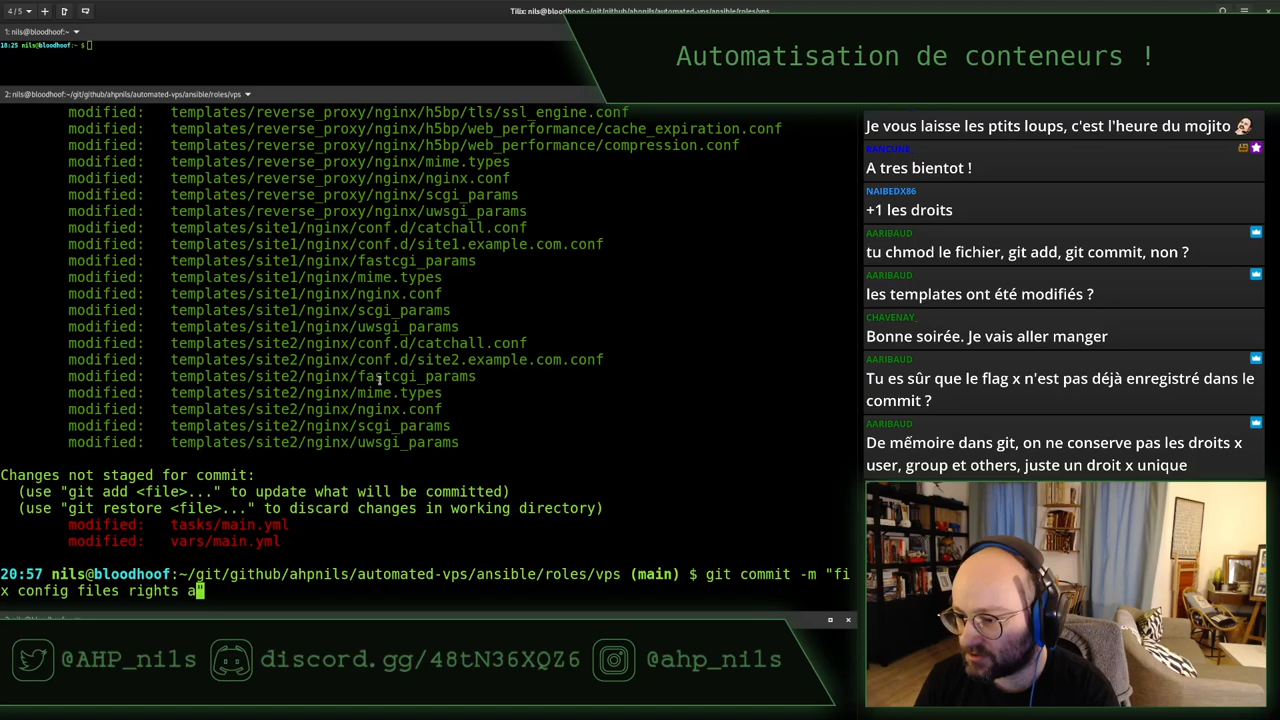 4 / 5
Tilix: nils@bloodhoof:~/git/github/ahpnils/automated-vps/ansible/roles/vps
1: nils@bloodhoof:~
18:25 nils@bloodhoof:~ $
Automatisation de conteneurs !
2: nils@bloodhoof:~/git/github/ahpnils/automated-vps/ansible/roles/vps
modified:   templates/reverse_proxy/nginx/h5bp/tls/ssl_engine.conf
modified:   templates/reverse_proxy/nginx/h5bp/web_performance/cache_expiration.conf
modified:   templates/reverse_proxy/nginx/h5bp/web_performance/compression.conf
modified:   templates/reverse_proxy/nginx/mime.types
modified:   templates/reverse_proxy/nginx/nginx.conf
modified:   templates/reverse_proxy/nginx/scgi_params
modified:   templates/reverse_proxy/nginx/uwsgi_params
modified:   templates/site1/nginx/conf.d/catchall.conf
modified:   templates/site1/nginx/conf.d/site1.example.com.conf
modified:   templates/site1/nginx/fastcgi_params
modified:   templates/site1/nginx/mime.types
modified:   templates/site1/nginx/nginx.conf
modified:   templates/site1/nginx/scgi_params
modified:   templates/site1/nginx/uwsgi_params
modified:   templates/site2/nginx/conf.d/catchall.conf
modified:   templates/site2/nginx/conf.d/site2.example.com.conf
modified:   templates/site2/nginx/fastcgi_params
modified:   templates/site2/nginx/mime.types
modified:   templates/site2/nginx/nginx.conf
modified:   templates/site2/nginx/scgi_params
modified:   templates/site2/nginx/uwsgi_params
Changes not staged for commit:
(use "git add <file>..." to update what will be committed)
(use "git restore <file>..." to discard changes in working directory)
modified:   tasks/main.yml
modified:   vars/main.yml
20:57 nils@bloodhoof:~/git/github/ahpnils/automated-vps/ansible/roles/vps (main) $ git commit -m "fi
x config files rights a"
Je vous laisse les ptits loups, c'est l'heure du mojito
RANCUNE_
A tres bientot !
NAIBEDX86
+1 les droits
AARIBAUD
tu chmod le fichier, git add, git commit, non ?
AARIBAUD
les templates ont été modifiés ?
CHAVENAY_
Bonne soirée. Je vais aller manger
AARIBAUD
Tu es sûr que le flag x n'est pas déjà enregistré dans le
commit ?
AARIBAUD
De mémoire dans git, on ne conserve pas les droits x
user, group et others, juste un droit x unique
@AHP_nils
discord.gg/48tN36XQZ6
@ahp_nils